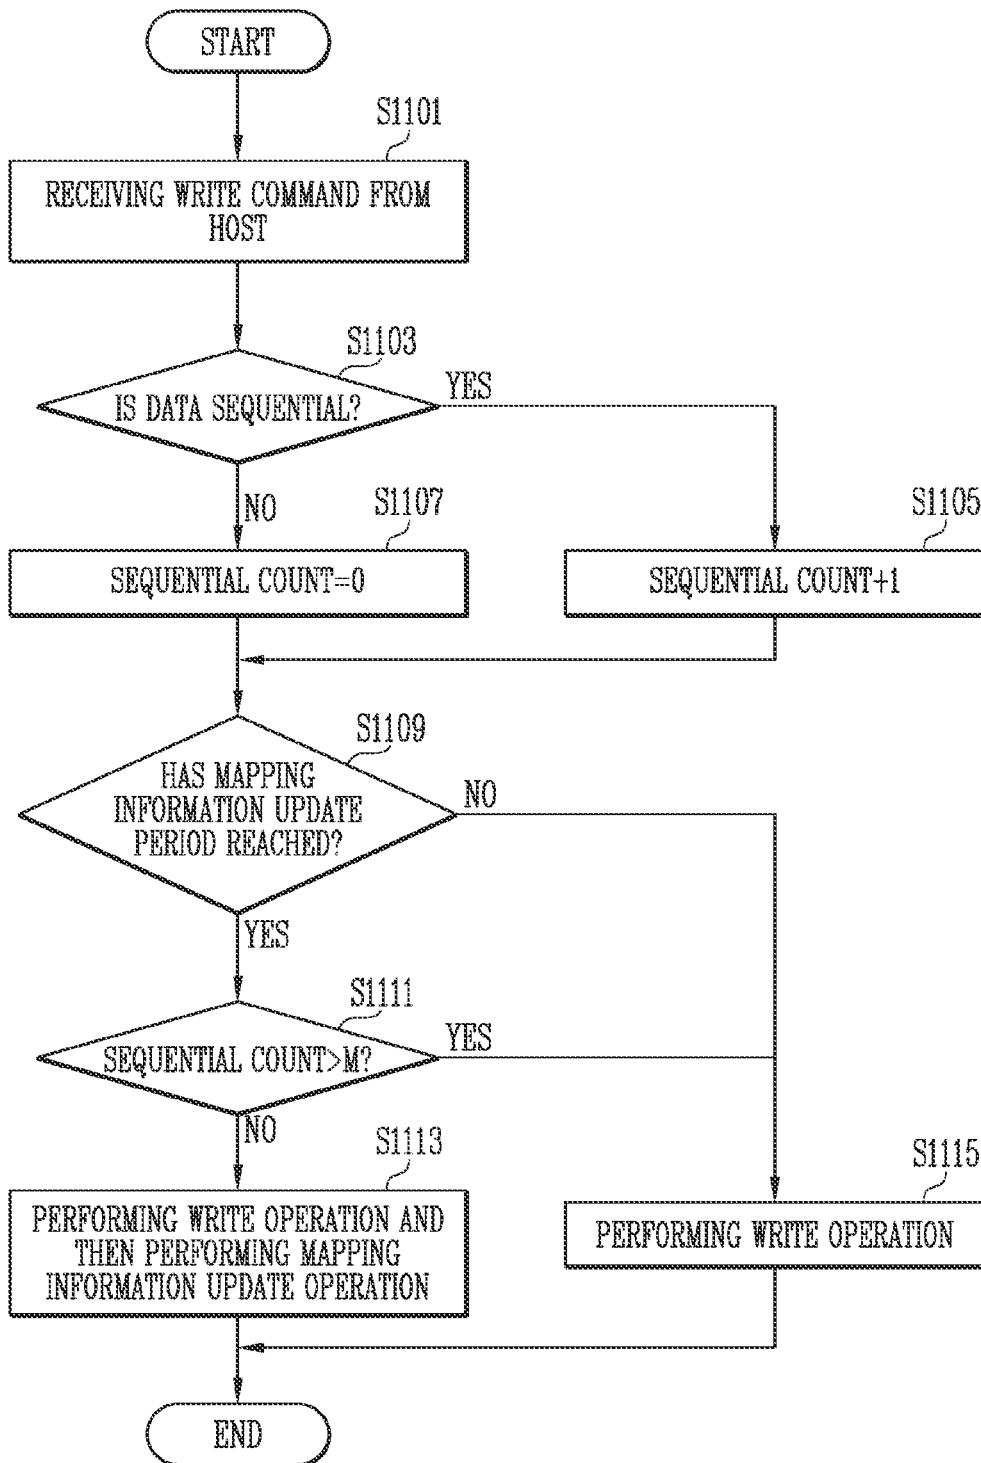 START
S1101
RECEIVING WRITE COMMAND FROM
HOST
S1103
IS DATA SEQUENTIAL?
YES
NO
S1107
SEQUENTIAL COUNT=0
S1105
SEQUENTIAL COUNT+1
S1109
HAS MAPPING
INFORMATION UPDATE
PERIOD REACHED?
NO
YES
S1111
SEQUENTIAL COUNT>M?
YES
NO
S1113
PERFORMING WRITE OPERATION AND
THEN PERFORMING MAPPING
INFORMATION UPDATE OPERATION
S1115
PERFORMING WRITE OPERATION
END